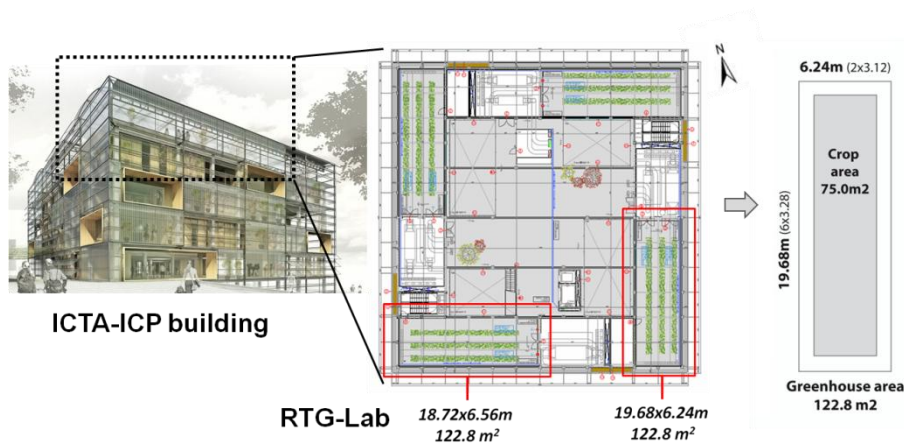 ICTA-ICP building
RTG-Lab
18.72x6.56m
122.8 m²
19.68x6.24m
122.8 m²
N
6.24m (2x3.12)
19.68m (6x3.28)
Crop
area
75.0m2
Greenhouse area
122.8 m2